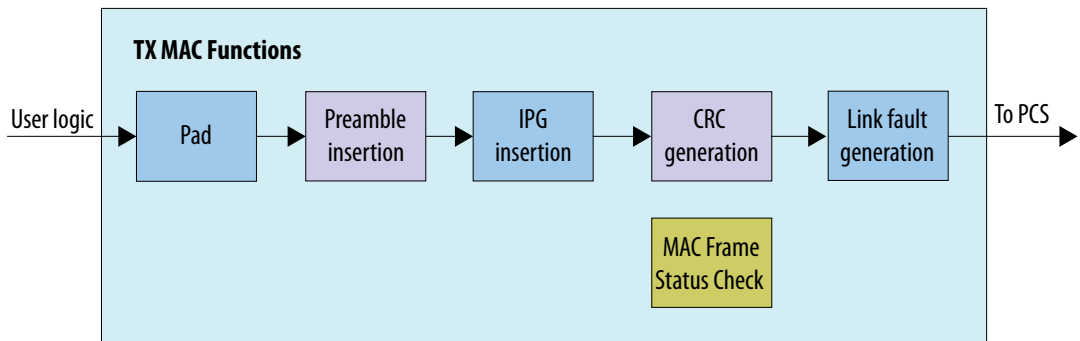 TX MAC Functions
User logic
Pad
Preamble
insertion
IPG
insertion
CRC
generation
Link fault
generation
To PCS
MAC Frame
Status Check